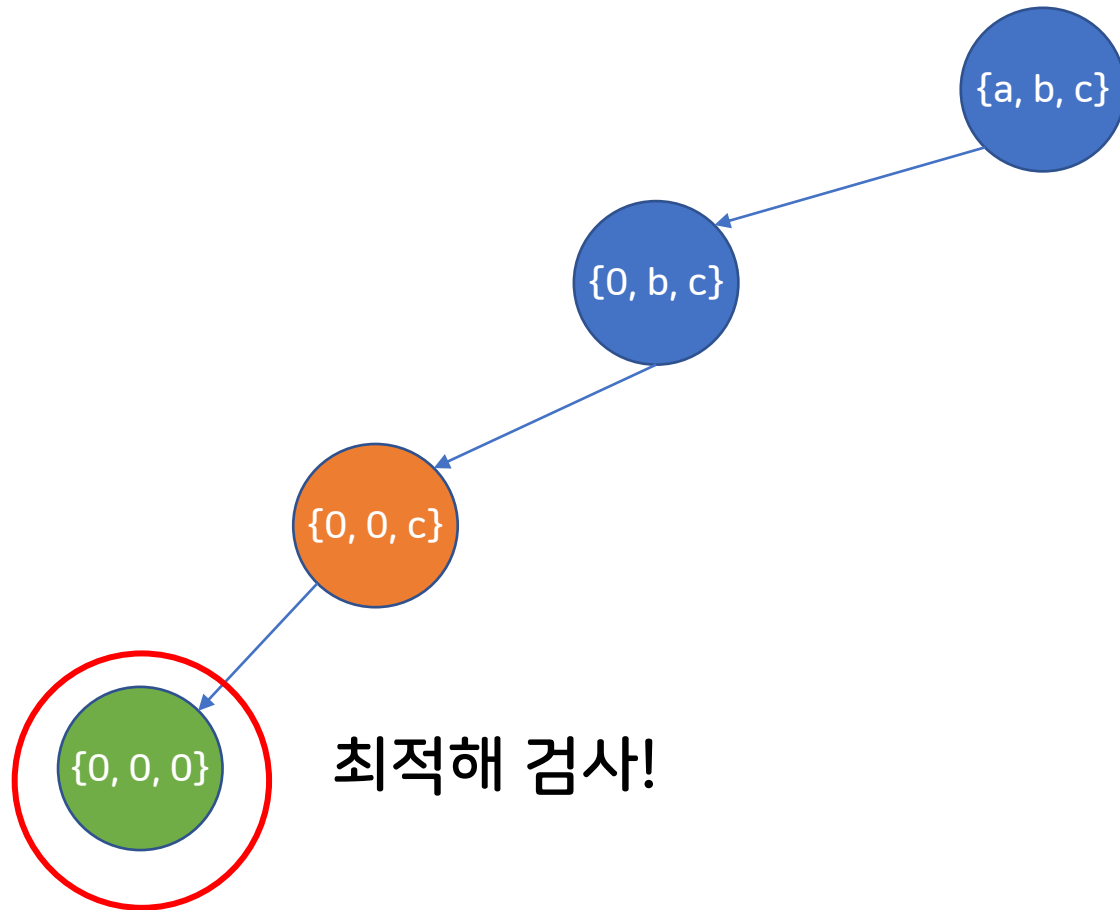 {a, b, c}
{0, b, c}
{0, 0, c}
{0, 0, 0}
최적해 검사!